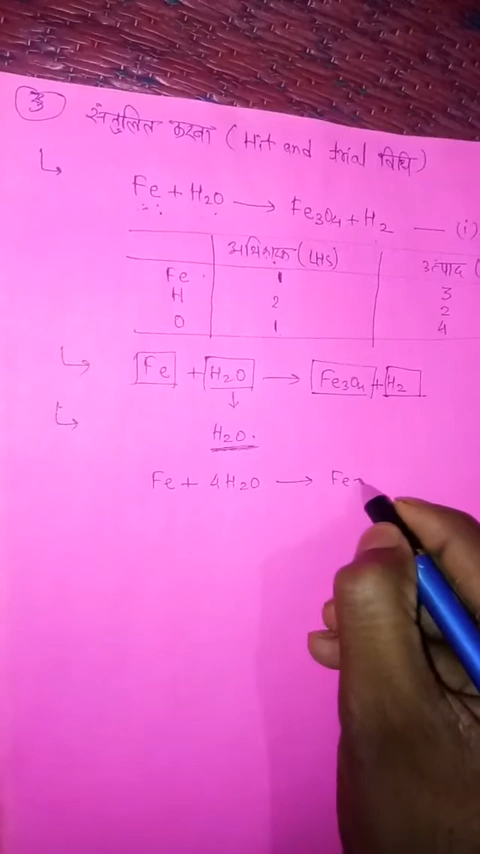 3
संतुलित करना (Hit and trial विधि)
Fe + H₂O → Fe₃O₄ + H₂ — (i)
अभिकारक (LHS) उत्पाद (
Fe 1 3
H 2 2
O 1 4
Fe + H₂O → Fe₃O₄ + H₂
H₂O.
Fe + 4H₂O → Fe